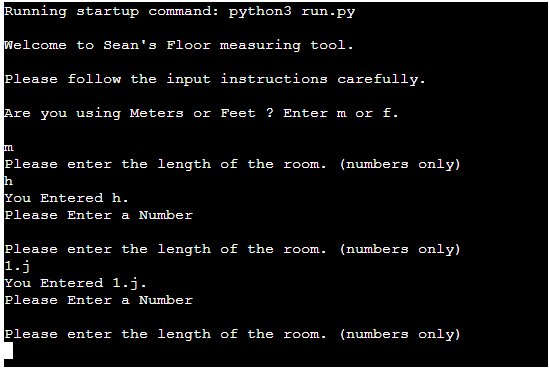 Running startup command: python3 run.py
Welcome to Sean's Floor measuring tool.
Please follow the input instructions carefully.
Are you using Meters or Feet ? Enter m or f.
m
Please enter the length of the room. (numbers only)
h
You Entered h.
Please Enter a Number
Please enter the length of the room. (numbers only)
1.j
You Entered 1.j.
Please Enter a Number
Please enter the length of the room. (numbers only)